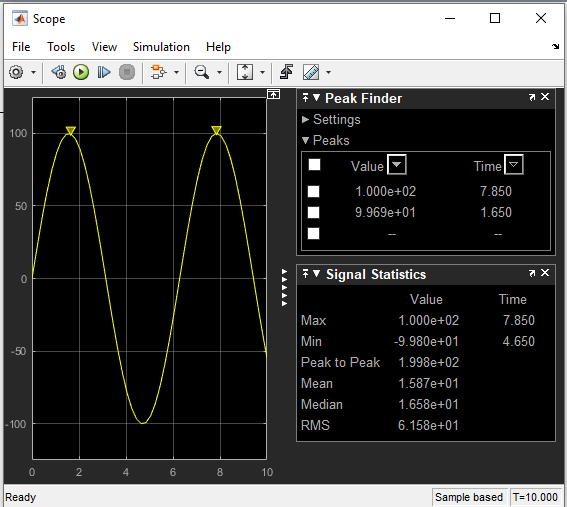 Scope
File Tools View Simulation Help
100
50
0
-50
-100
0 2 4 6 8 10
Peak Finder
Settings
Peaks
Value Time
1.000e+02 7.850
9.969e+01 1.650
-- --
Signal Statistics
Value Time
Max 1.000e+02 7.850
Min -9.980e+01 4.650
Peak to Peak 1.998e+02
Mean 1.587e+01
Median 1.658e+01
RMS 6.158e+01
Ready Sample based T=10.000